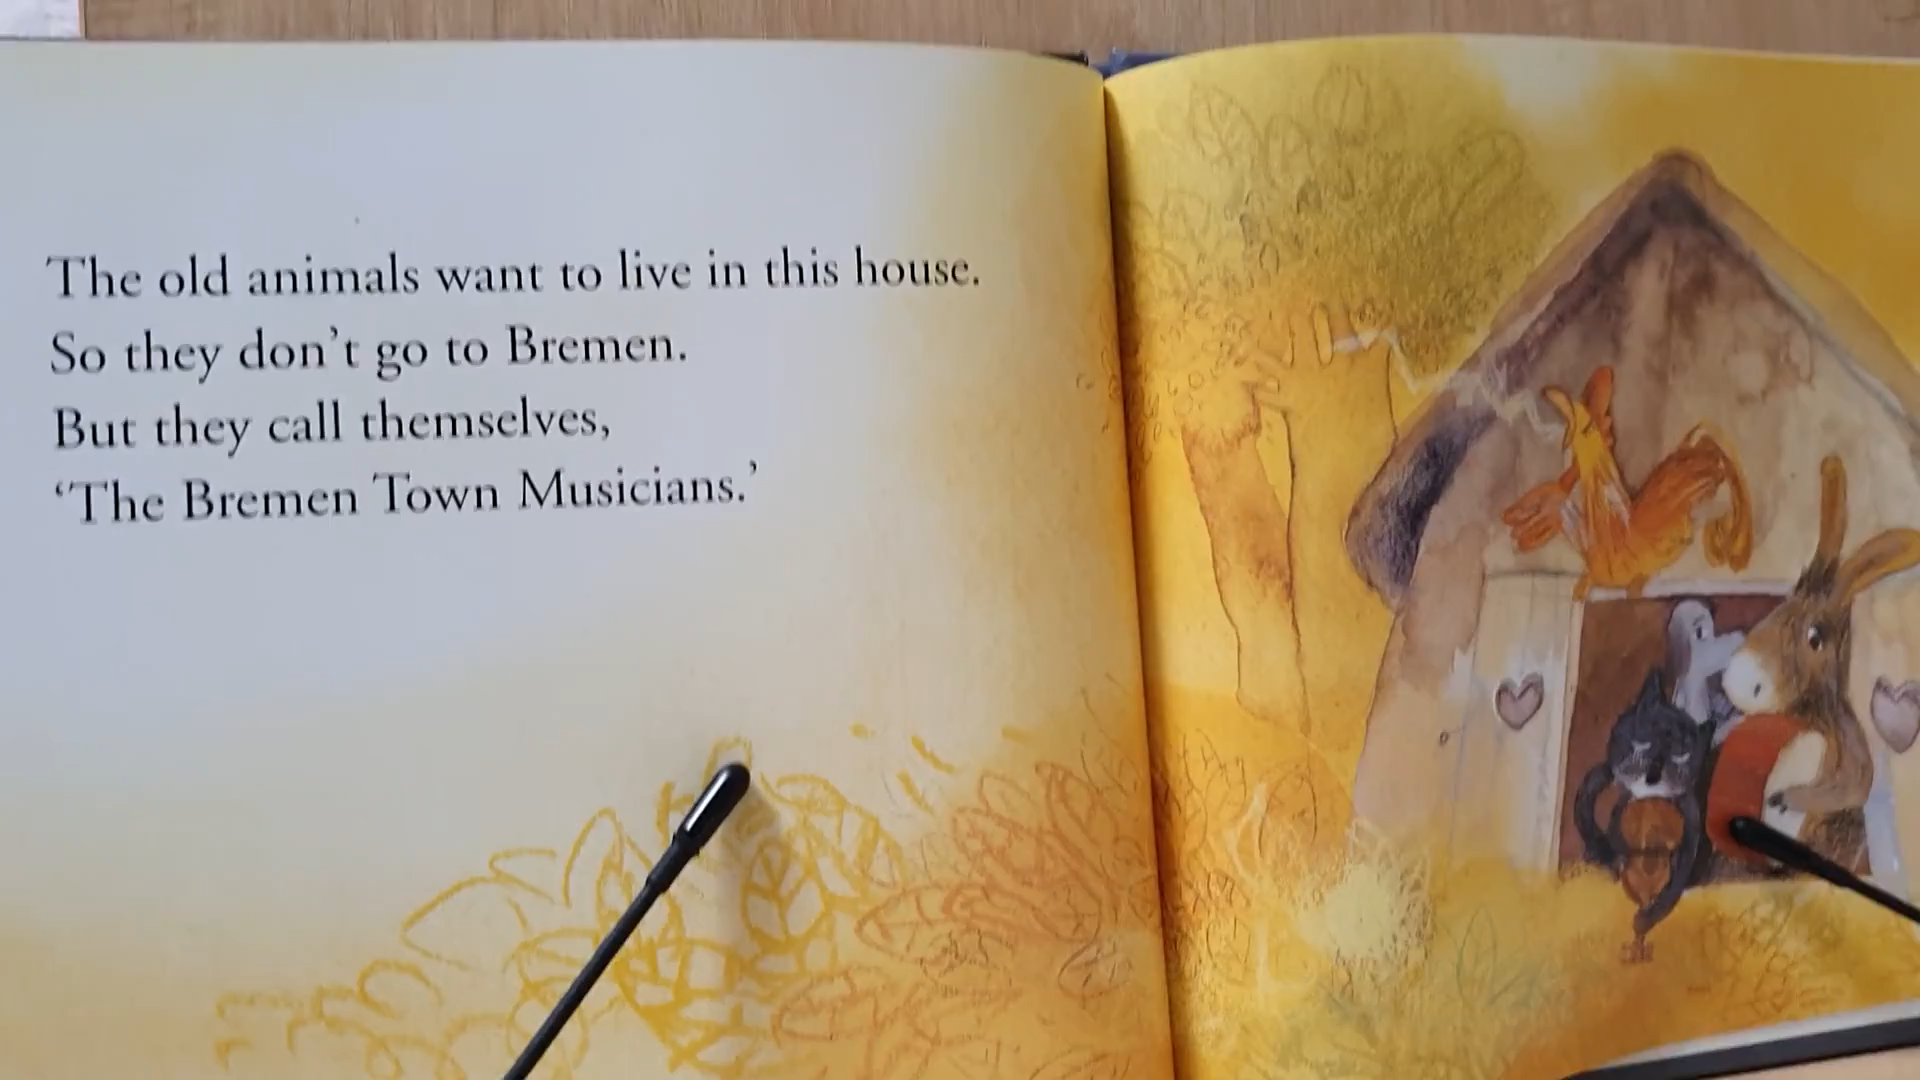 The old animals want to live in this house.
So they don't go to Bremen.
But they call themselves,
‘The Bremen Town Musicians.’